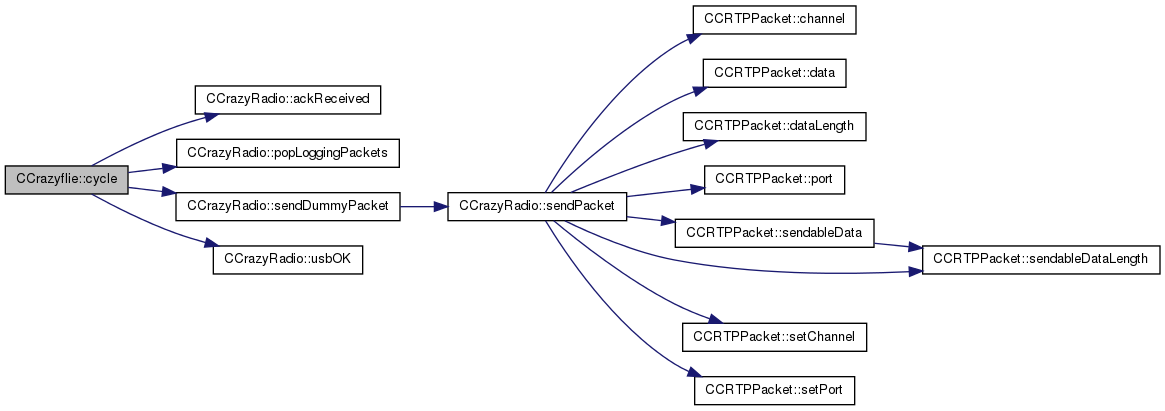 CCRTPPacket::channel
CCRTPPacket::data
CCrazyRadio::ackReceived
CCRTPPacket::dataLength
CCrazyRadio::popLoggingPackets
CCrazyflie::cycle
CCRTPPacket::port
CCrazyRadio::sendDummyPacket
CCrazyRadio::sendPacket
CCRTPPacket::sendableData
CCrazyRadio::usbOK
CCRTPPacket::sendableDataLength
CCRTPPacket::setChannel
CCRTPPacket::setPort